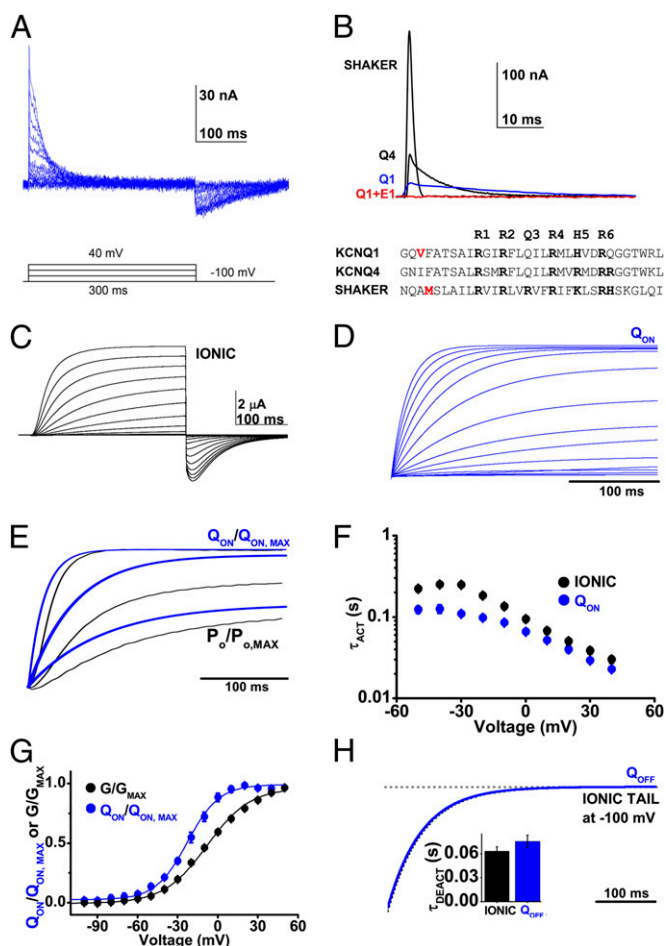 A
30 nA
100 ms
40 mV
-100 mV
300 ms
B
SHAKER
100 nA
10 ms
Q4
Q1
Q1+E1
R1 R2 Q3 R4 H5 R6
KCNQ1 GQVFATSAIRGIRFLQILRMLHVDRQGGTWRL
KCNQ4 GNIFATSALRSMRFLQILRMVRMDRRGGTWKL
SHAKER NQAMSLAILRVIRLVRVFRIFKLSRHSKGLQI
C
IONIC
2 µA
100 ms
D
QON
100 ms
E
QON/QON, MAX
Po/Po,MAX
100 ms
F
τACT (s)
1
0.1
0.01
IONIC
QON
-60 -30 0 30 60
Voltage (mV)
G
QON/QON, MAX or G/GMAX
1.0
0.5
0.0
G/GMAX
QON/QON, MAX
-90 -60 -30 0 30 60
Voltage (mV)
H
QOFF
IONIC TAIL
at -100 mV
τDEACT (s)
0.06
0.03
0.00
IONIC QOFF
100 ms